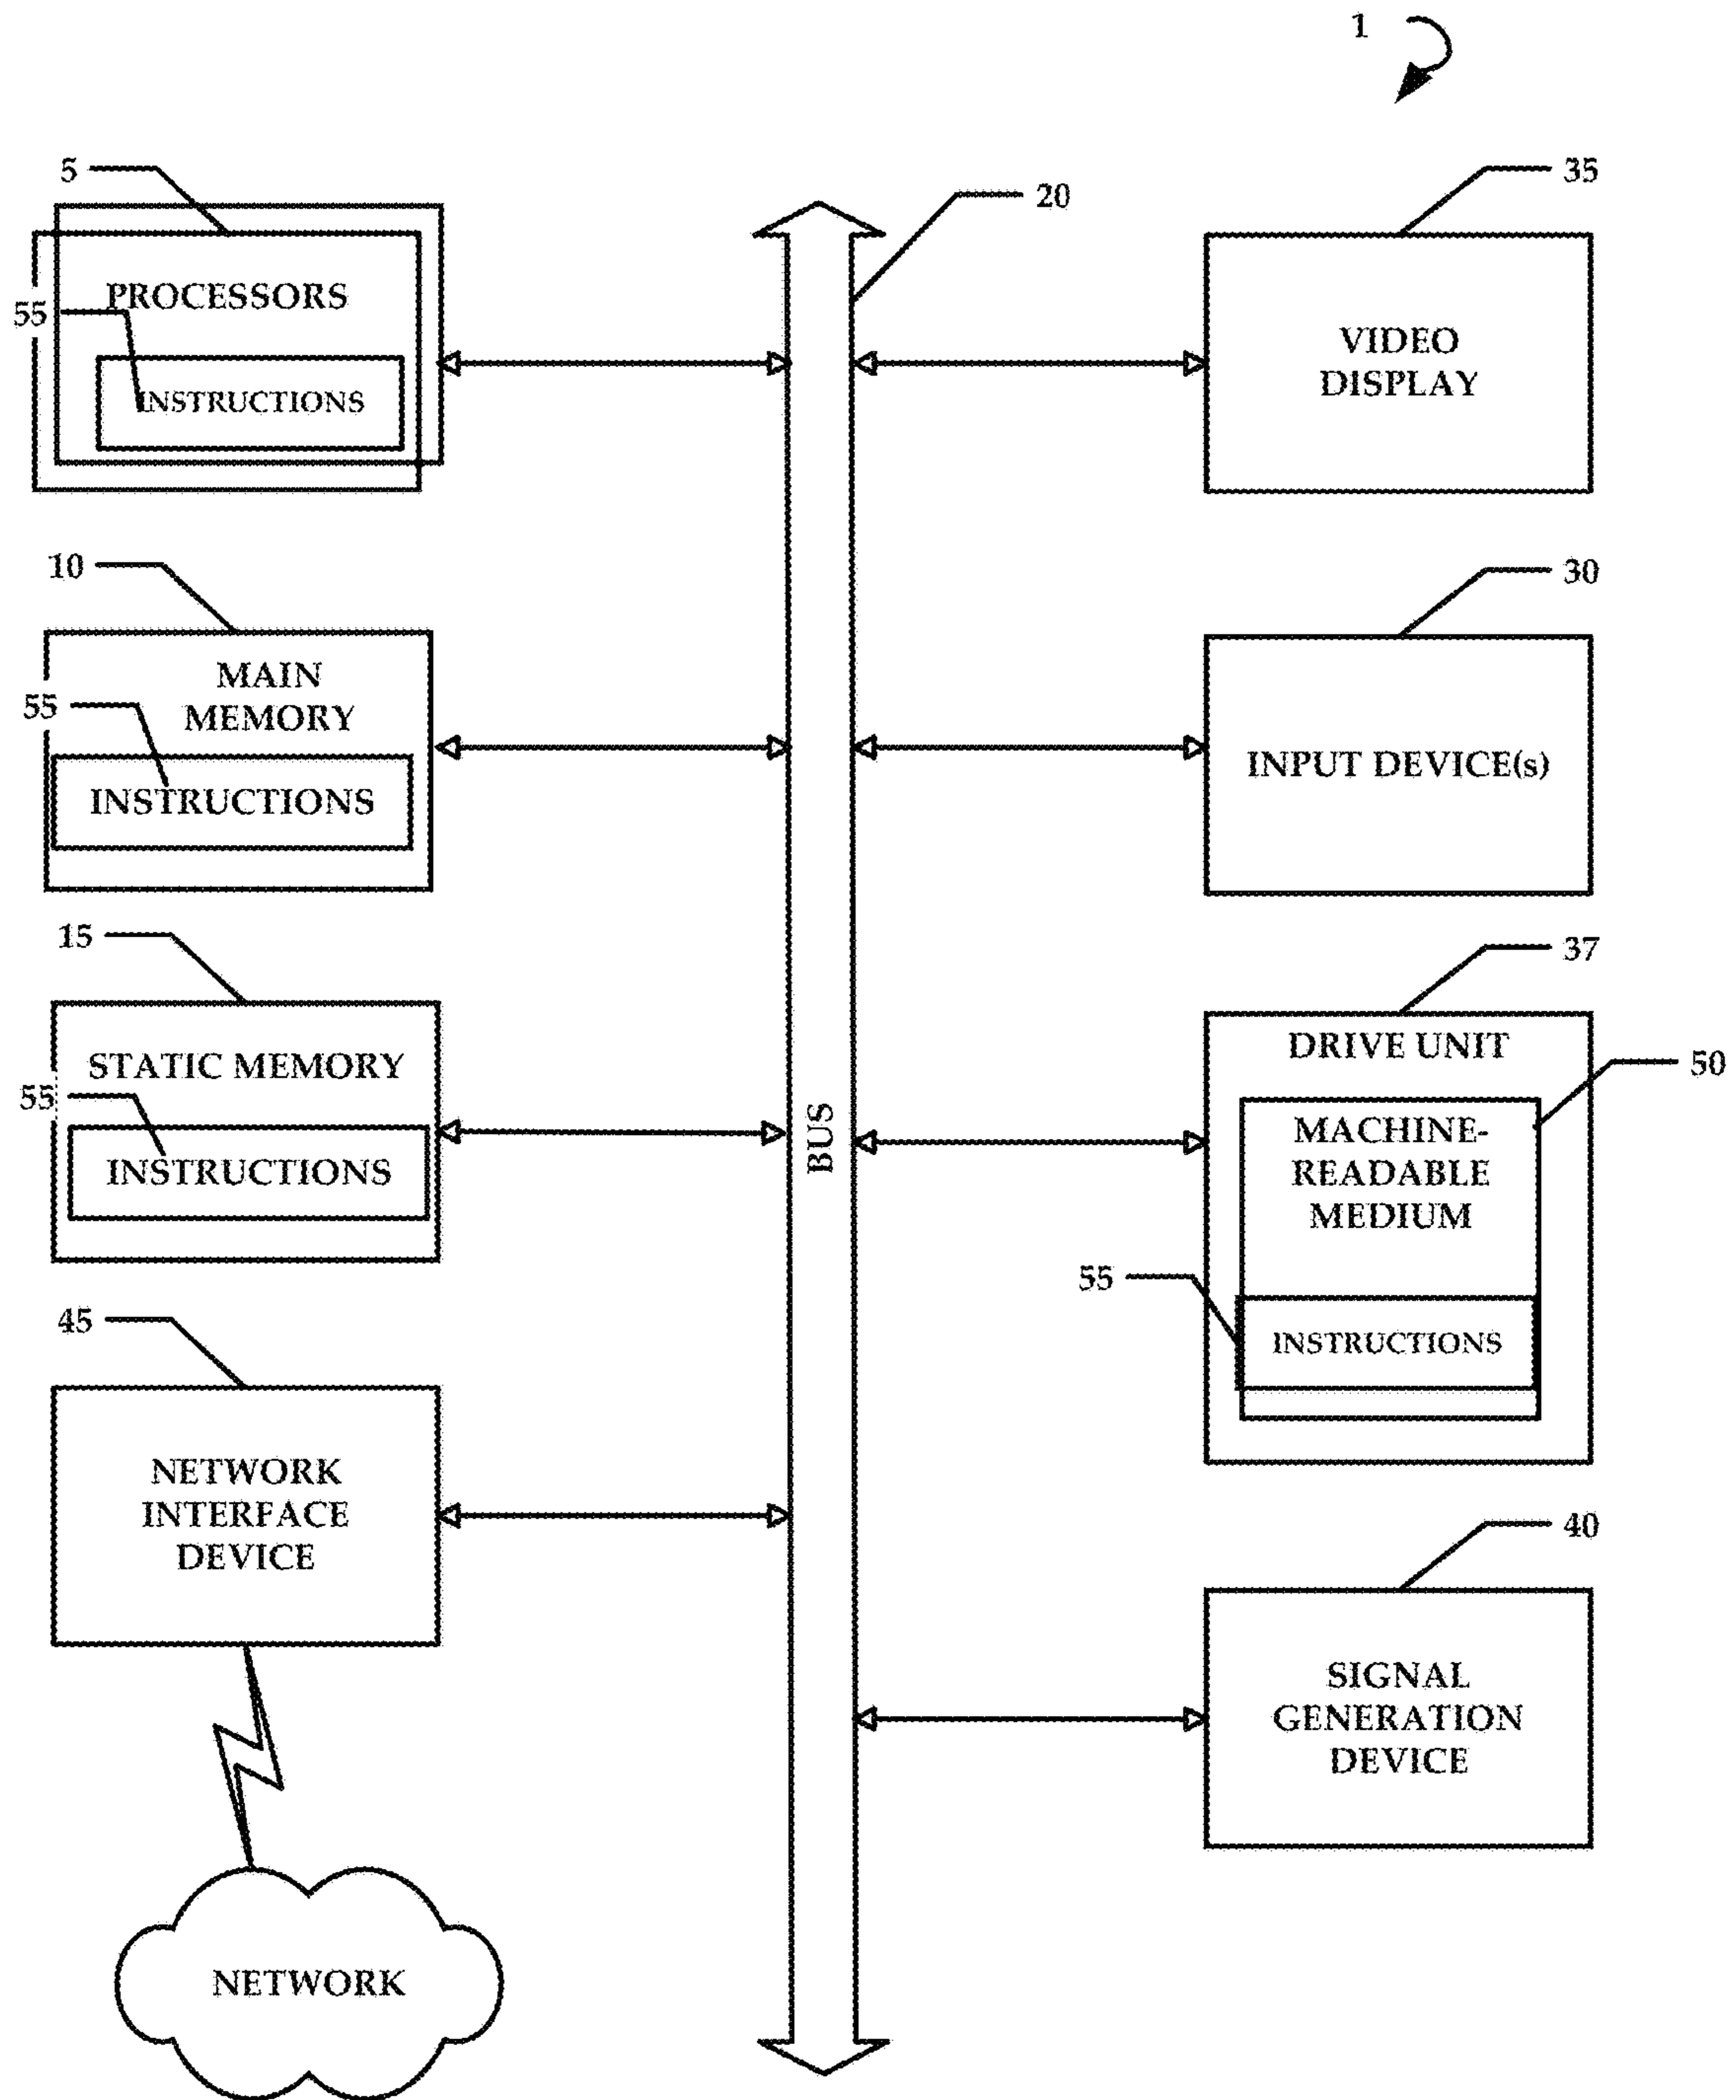 1
5
PROCESSORS
55
INSTRUCTIONS
10
MAIN
MEMORY
55
INSTRUCTIONS
15
STATIC MEMORY
55
INSTRUCTIONS
45
NETWORK
INTERFACE
DEVICE
NETWORK
20
BUS
35
VIDEO
DISPLAY
30
INPUT DEVICE(s)
37
DRIVE UNIT
50
MACHINE-
READABLE
MEDIUM
55
INSTRUCTIONS
40
SIGNAL
GENERATION
DEVICE